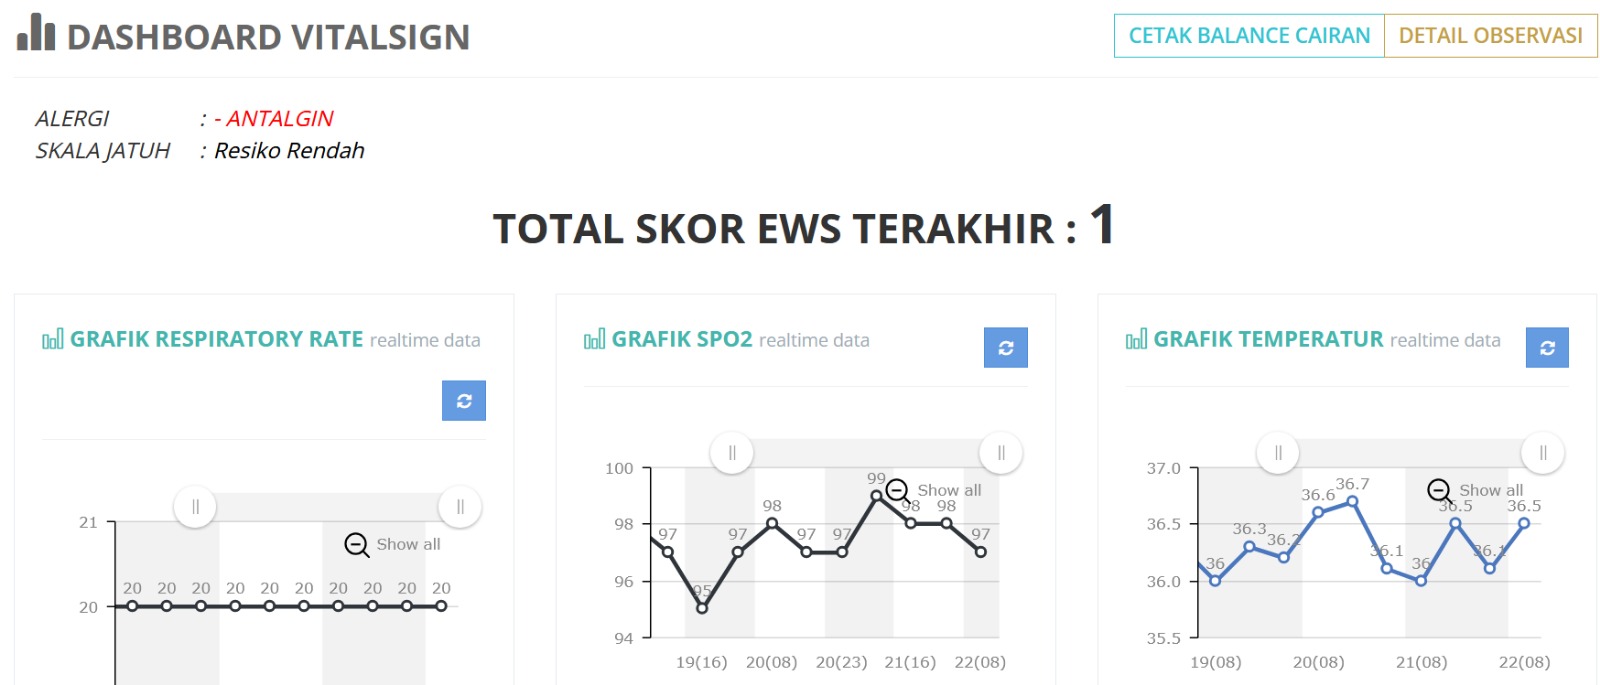 DASHBOARD VITALSIGN
CETAK BALANCE CAIRAN
DETAIL OBSERVASI
ALERGI : - ANTALGIN
SKALA JATUH : Resiko Rendah
TOTAL SKOR EWS TERAKHIR : 1
GRAFIK RESPIRATORY RATE realtime data
Show all
21
20 20 20 20 20 20 20 20 20 20
20
GRAFIK SPO2 realtime data
Show all
100
98
96
94
97 95 97 98 97 97 99 98 98 97
19(16) 20(08) 20(23) 21(16) 22(08)
GRAFIK TEMPERATUR realtime data
Show all
37.0
36.5
36.0
35.5
36 36.3 36.2 36.6 36.7 36.1 36 36.5 36.1 36.5
19(08) 20(08) 21(08) 22(08)